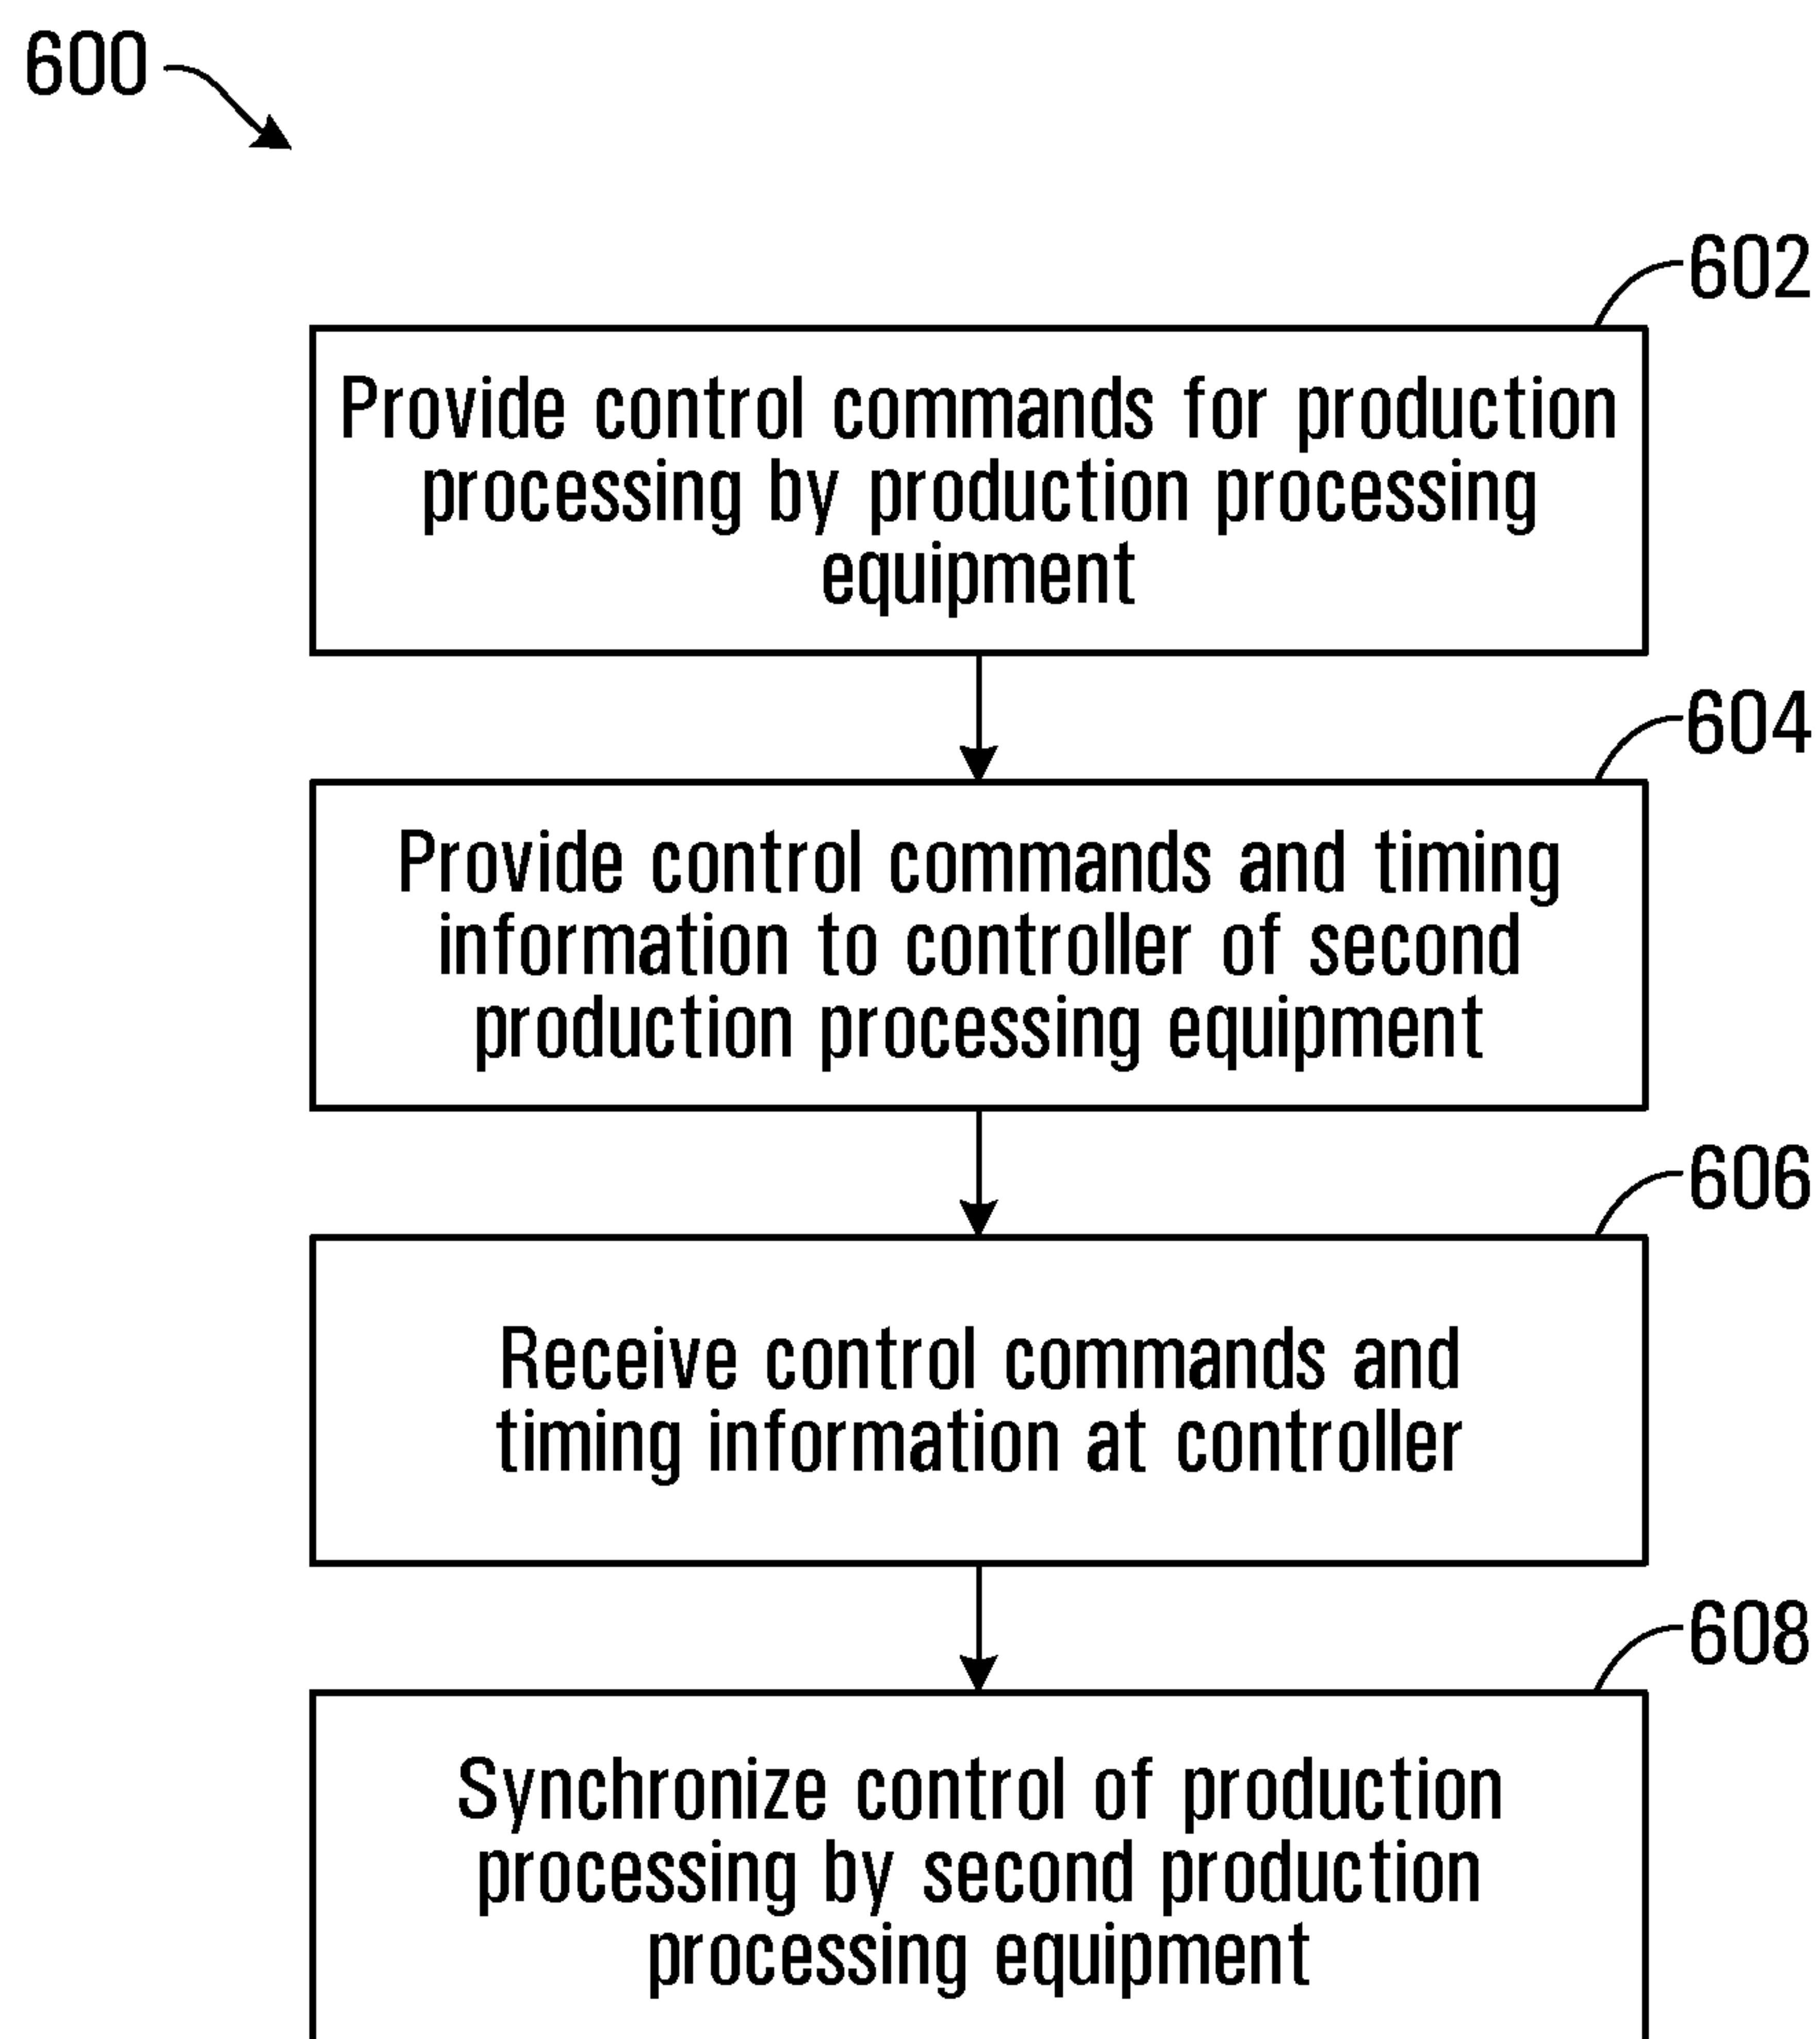 600
602
Provide control commands for production
processing by production processing
equipment
604
Provide control commands and timing
information to controller of second
production processing equipment
606
Receive control commands and
timing information at controller
608
Synchronize control of production
processing by second production
processing equipment